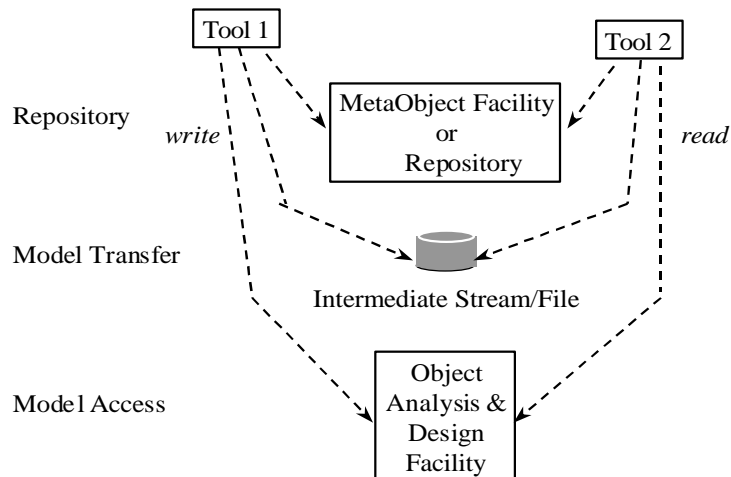 Tool 1
Tool 2
MetaObject Facility
or
Repository
Repository
write
read
Model Transfer
Intermediate Stream/File
Model Access
Object
Analysis &
Design
Facility